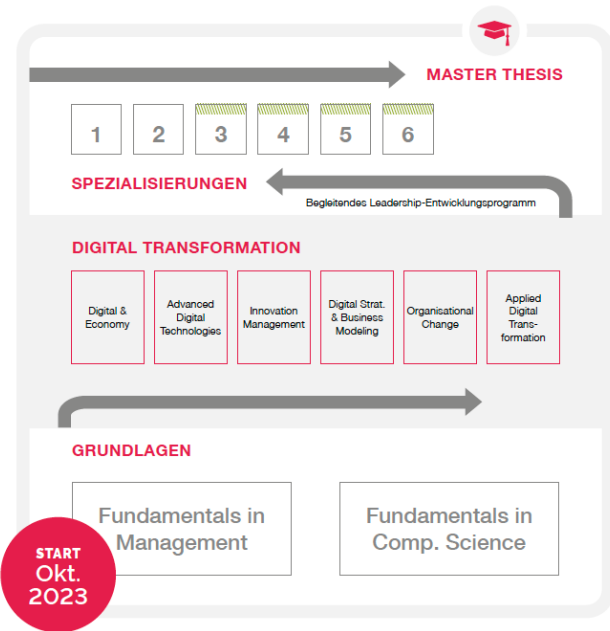 MASTER THESIS
1 2 3 4 5 6
SPEZIALISIERUNGEN
Begleitendes Leadership-Entwicklungsprogramm
DIGITAL TRANSFORMATION
Digital &
Economy
Advanced
Digital
Technologies
Innovation
Management
Digital Strat.
& Business
Modeling
Organisational
Change
Applied
Digital
Trans-
formation
GRUNDLAGEN
Fundamentals in
Management
Fundamentals in
Comp. Science
START
Okt.
2023